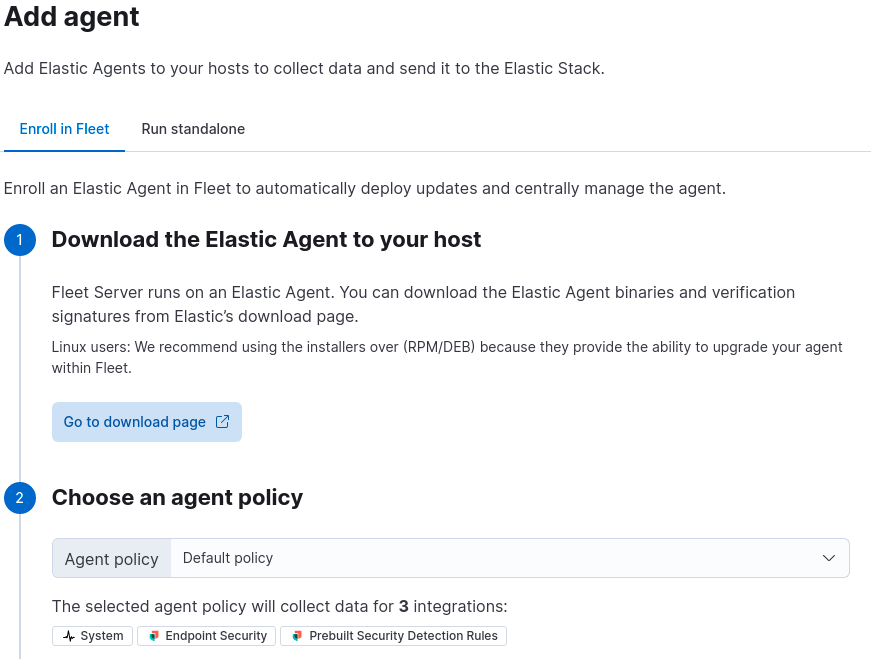 Add agent
Add Elastic Agents to your hosts to collect data and send it to the Elastic Stack.
Enroll in Fleet
Run standalone
Enroll an Elastic Agent in Fleet to automatically deploy updates and centrally manage the agent.
1
Download the Elastic Agent to your host
Fleet Server runs on an Elastic Agent. You can download the Elastic Agent binaries and verification
signatures from Elastic’s download page.
Linux users: We recommend using the installers over (RPM/DEB) because they provide the ability to upgrade your agent
within Fleet.
Go to download page
2
Choose an agent policy
Agent policy
Default policy
The selected agent policy will collect data for 3 integrations:
System
Endpoint Security
Prebuilt Security Detection Rules